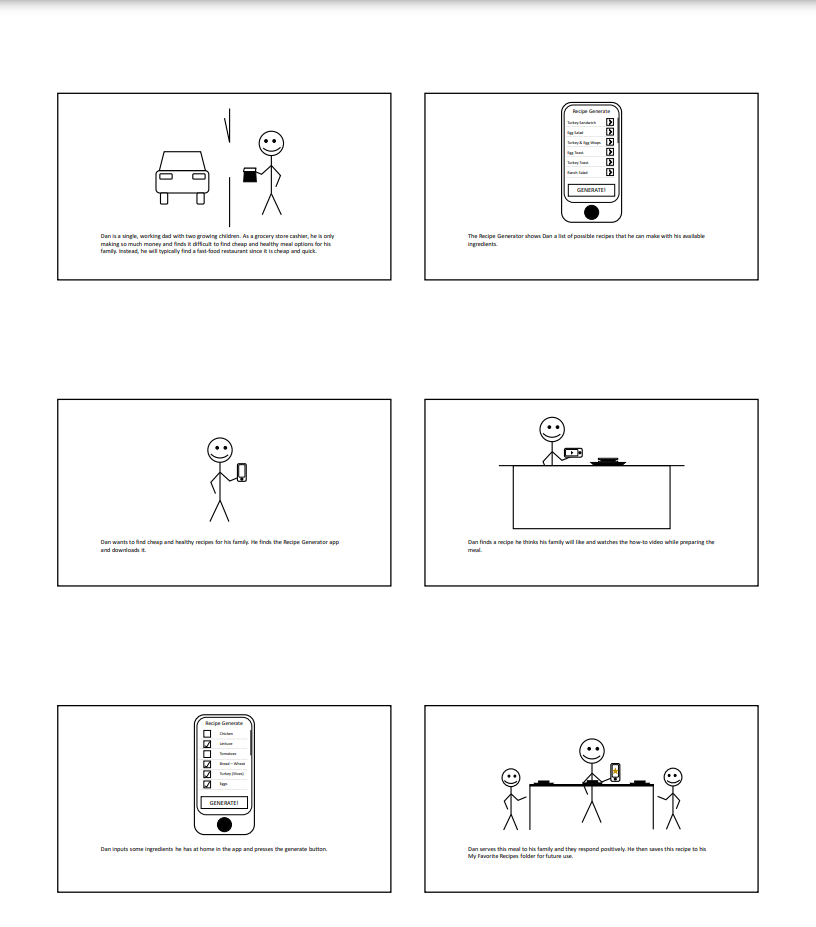 Dan is a single, working dad with two growing children. As a grocery store cashier, he is only
making so much money and finds it difficult to find cheap and healthy meal options for his
family. Instead, he will typically find a fast-food restaurant since it is cheap and quick.
Dan wants to find cheap and healthy recipes for his family. He finds the Recipe Generator app
and downloads it.
Recipe Generate
Chicken
Lettuce
Tomatoes
Bread – Wheat
Turkey (Slices)
Eggs
GENERATE!
Dan inputs some ingredients he has at home in the app and presses the generate button.
Recipe Generate
Turkey Sandwich
Egg Salad
Turkey & Egg Wraps
Egg Toast
Turkey Toast
Ranch Salad
GENERATE!
The Recipe Generator shows Dan a list of possible recipes that he can make with his available
ingredients.
Dan finds a recipe he thinks his family will like and watches the how-to video while preparing the
meal.
Dan serves this meal to his family and they respond positively. He then saves this recipe to his
My Favorite Recipes folder for future use.